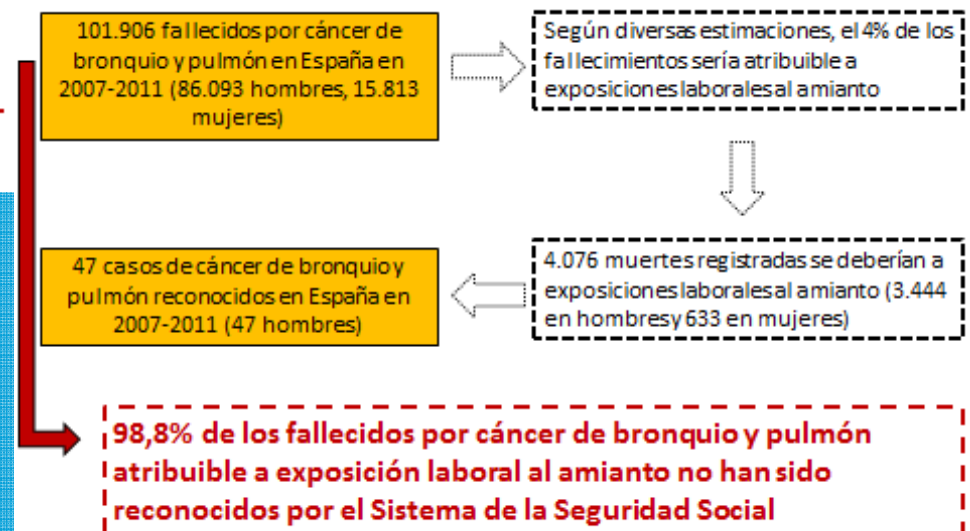 101.906 fallecidos por cáncer de
bronquio y pulmón en España en
2007-2011 (86.093 hombres, 15.813
mujeres)
Según diversas estimaciones, el 4% de los
fallecimientos sería atribuible a
exposiciones laborales al amianto
4.076 muertes registradas se deberían a
exposiciones laborales al amianto (3.444
en hombres y 633 en mujeres)
47 casos de cáncer de bronquio y
pulmón reconocidos en España en
2007-2011 (47 hombres)
98,8% de los fallecidos por cáncer de bronquio y pulmón
atribuible a exposición laboral al amianto no han sido
reconocidos por el Sistema de la Seguridad Social